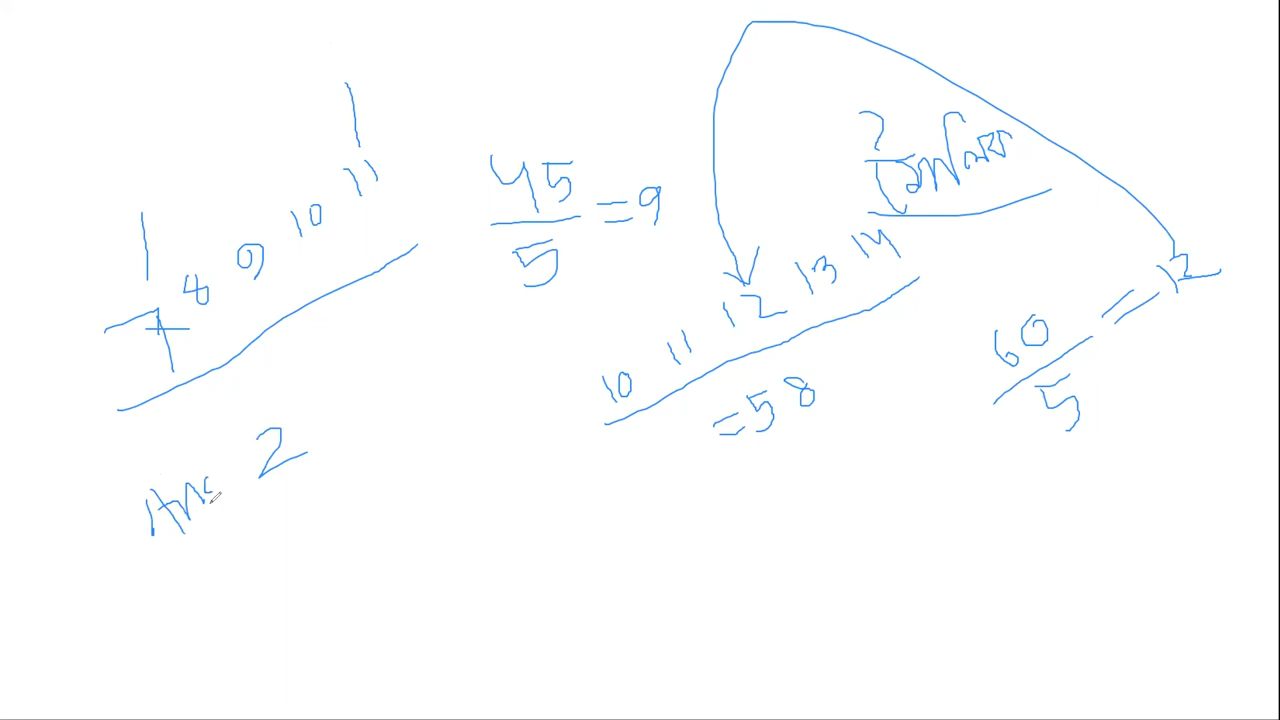 7 8 9 10 11
45/5 = 9
?
10 11 12 13 14
= 58
60/5 = 12
Ans 2